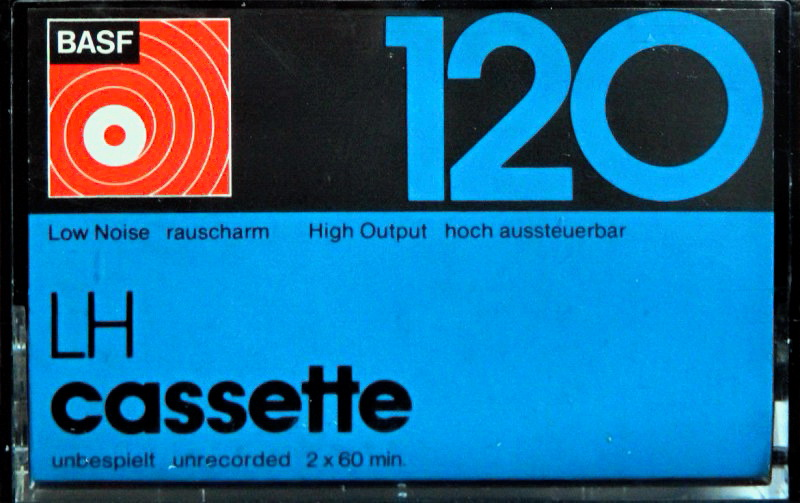 BASF
120
Low Noise rauscharm High Output hoch aussteuerbar
LH
cassette
unbespielt unrecorded 2 x 60 min.